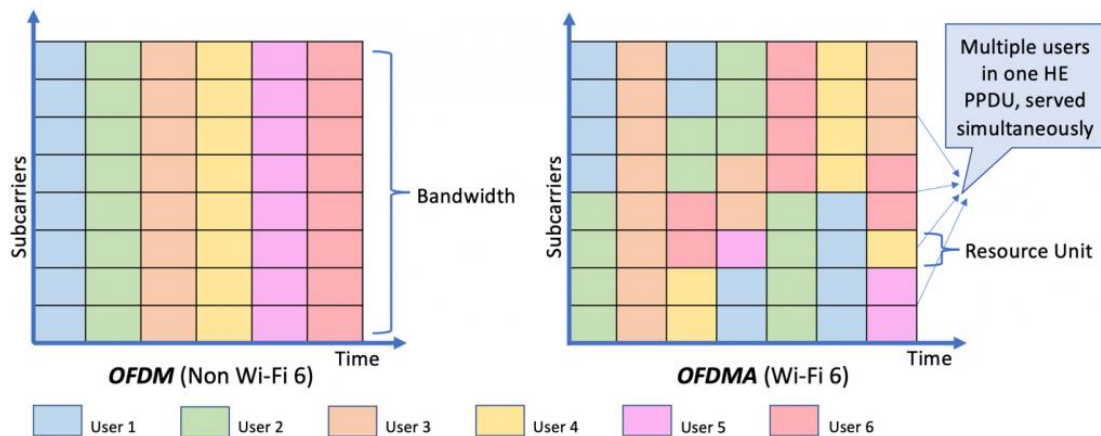 Subcarriers
Bandwidth
Time
OFDM (Non Wi-Fi 6)
Subcarriers
Multiple users
in one HE
PPDU, served
simultaneously
Resource Unit
Time
OFDMA (Wi-Fi 6)
User 1
User 2
User 3
User 4
User 5
User 6